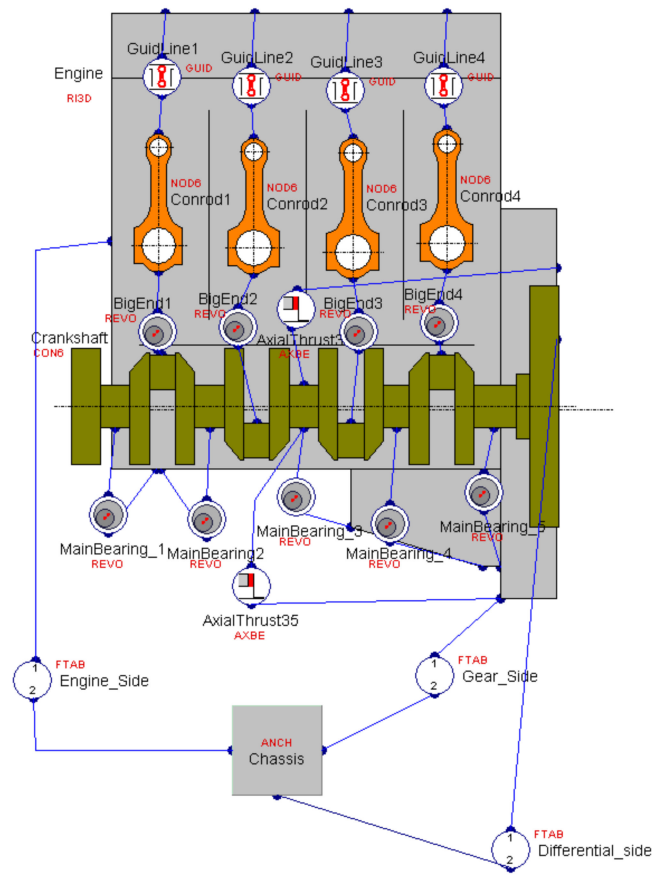 GuidLine1
GUID
GuidLine2
GUID
GuidLine3
GUID
GuidLine4
GUID
Engine
RI3D
NOD6
Conrod1
NOD6
Conrod2
NOD6
Conrod3
NOD6
Conrod4
BigEnd1
REVO
BigEnd2
REVO
BigEnd3
REVO
BigEnd4
REVO
AxialThrust3
AXBE
Crankshaft
CON6
MainBearing_1
REVO
MainBearing2
REVO
MainBearing_3
REVO
MainBearing_4
REVO
MainBearing_5
REVO
AxialThrust35
AXBE
1
2
FTAB
Engine_Side
1
2
FTAB
Gear_Side
ANCH
Chassis
1
2
FTAB
Differential_side